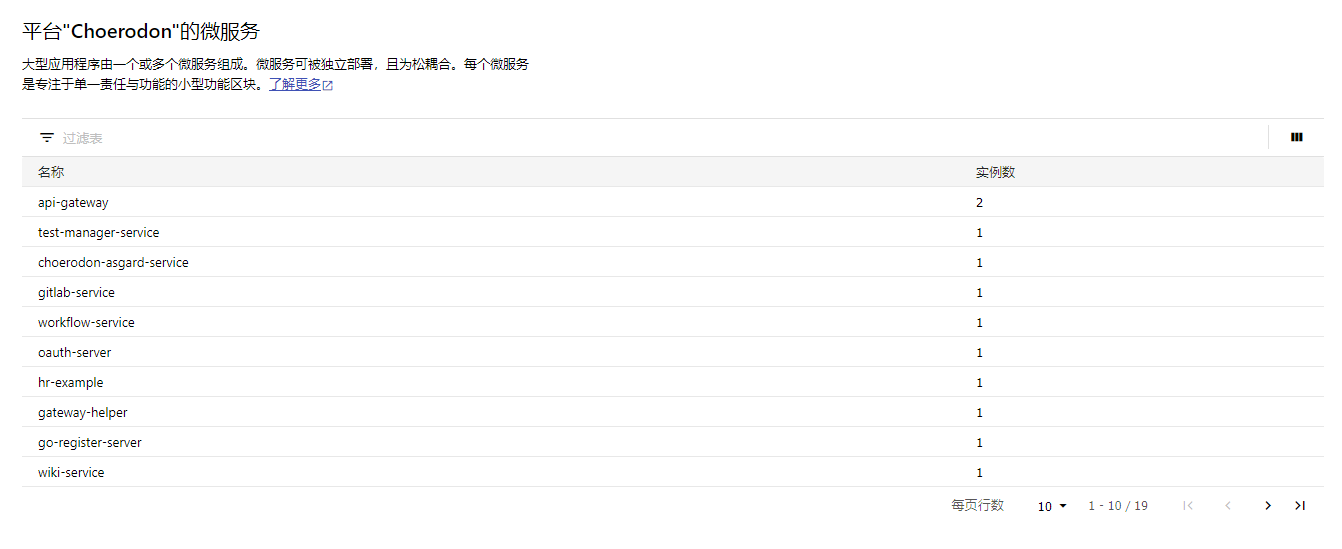 平台"Choerodon"的微服务
大型应用程序由一个或多个微服务组成。微服务可被独立部署，且为松耦合。每个微服务
是专注于单一责任与功能的小型功能区块。了解更多
过滤表
名称 实例数
api-gateway 2
test-manager-service 1
choerodon-asgard-service 1
gitlab-service 1
workflow-service 1
oauth-server 1
hr-example 1
gateway-helper 1
go-register-server 1
wiki-service 1
每页行数 10 1 - 10 / 19